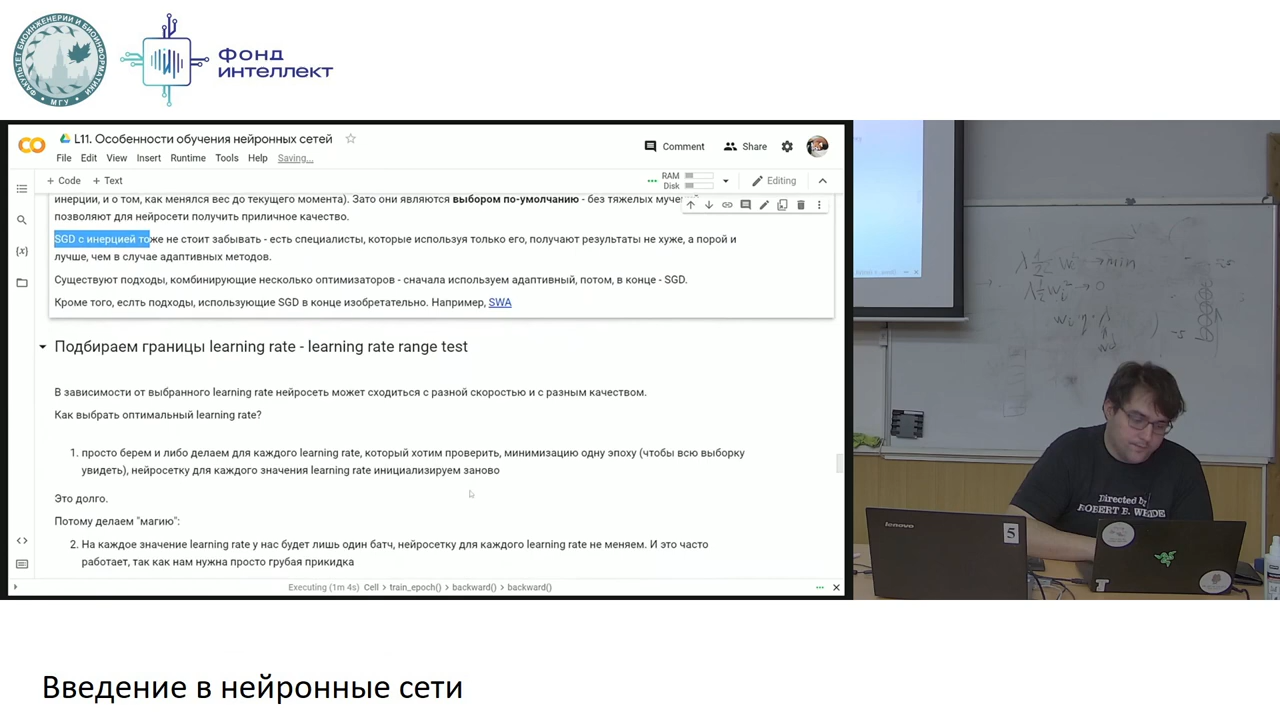 ФАКУЛЬТЕТ БИОИНЖЕНЕРИИ И БИОИНФОРМАТИКИ
МГУ
ФОНД
ИНТЕЛЛЕКТ
L11. Особенности обучения нейронных сетей
File Edit View Insert Runtime Tools Help Saving...
Comment Share
+ Code + Text
RAM
Disk
Editing
инерции, и о том, как менялся вес до текущего момента). Зато они являются выбором по-умолчанию - без тяжелых мучен
позволяют для нейросети получить приличное качество.
SGD с инерцией тоже не стоит забывать - есть специалисты, которые используя только его, получают результаты не хуже, а порой и
лучше, чем в случае адаптивных методов.
Существуют подходы, комбинирующие несколько оптимизаторов - сначала используем адаптивный, потом, в конце - SGD.
Кроме того, еслть подходы, использующие SGD в конце изобретательно. Например, SWA
Подбираем границы learning rate - learning rate range test
В зависимости от выбранного learning rate нейросеть может сходиться с разной скоростью и с разным качеством.
Как выбрать оптимальный learning rate?
1. просто берем и либо делаем для каждого learning rate, который хотим проверить, минимизацию одну эпоху (чтобы всю выборку
увидеть), нейросетку для каждого значения learning rate инициализируем заново
Это долго.
Потому делаем "магию":
2. На каждое значение learning rate у нас будет лишь один батч, нейросетку для каждого learning rate не меняем. И это часто
работает, так как нам нужна просто грубая прикидка
Executing (1m 4s) Cell > train_epoch() > backward() > backward()
Directed by
ROBERT B. WEIDE
lenovo
5
Введение в нейронные сети